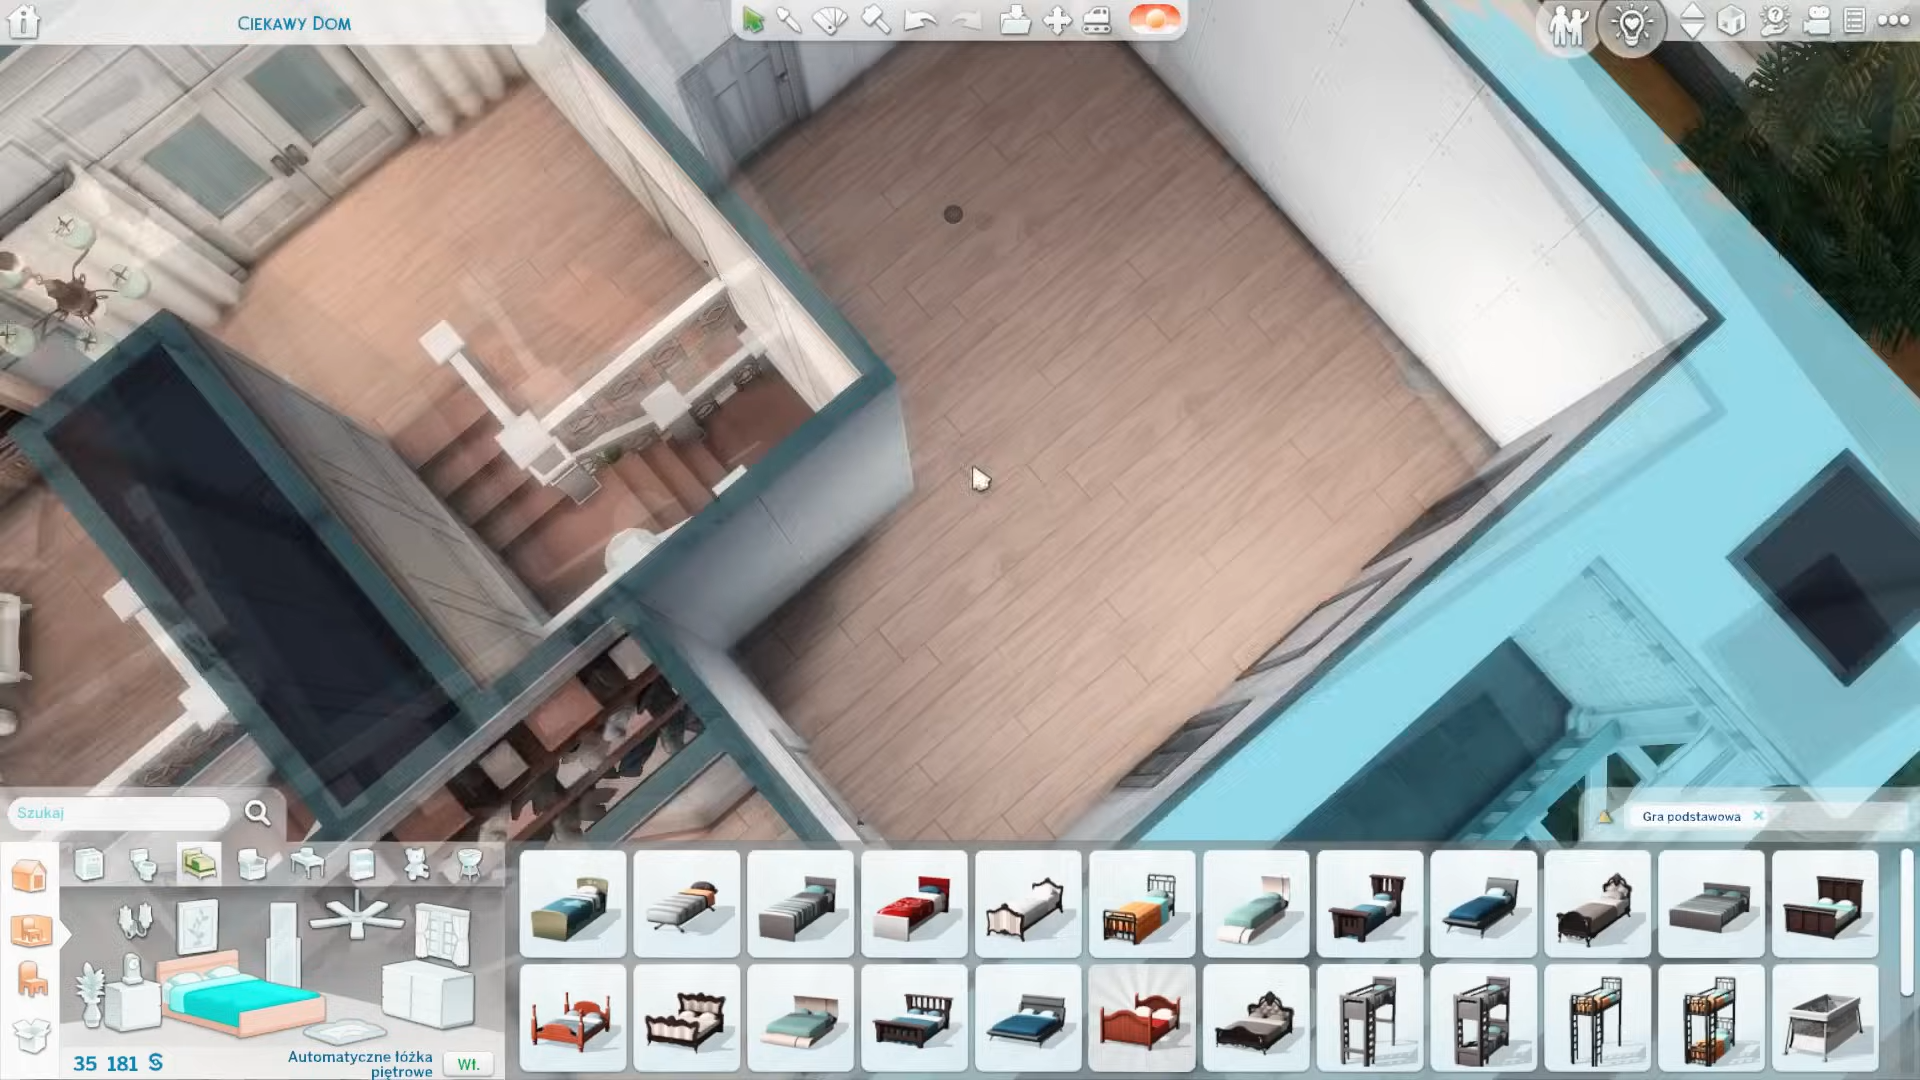 Ciekawy Dom
Szukaj
Gra podstawowa
35 181 S
Automatyczne łóżka
piętrowe
Wł.